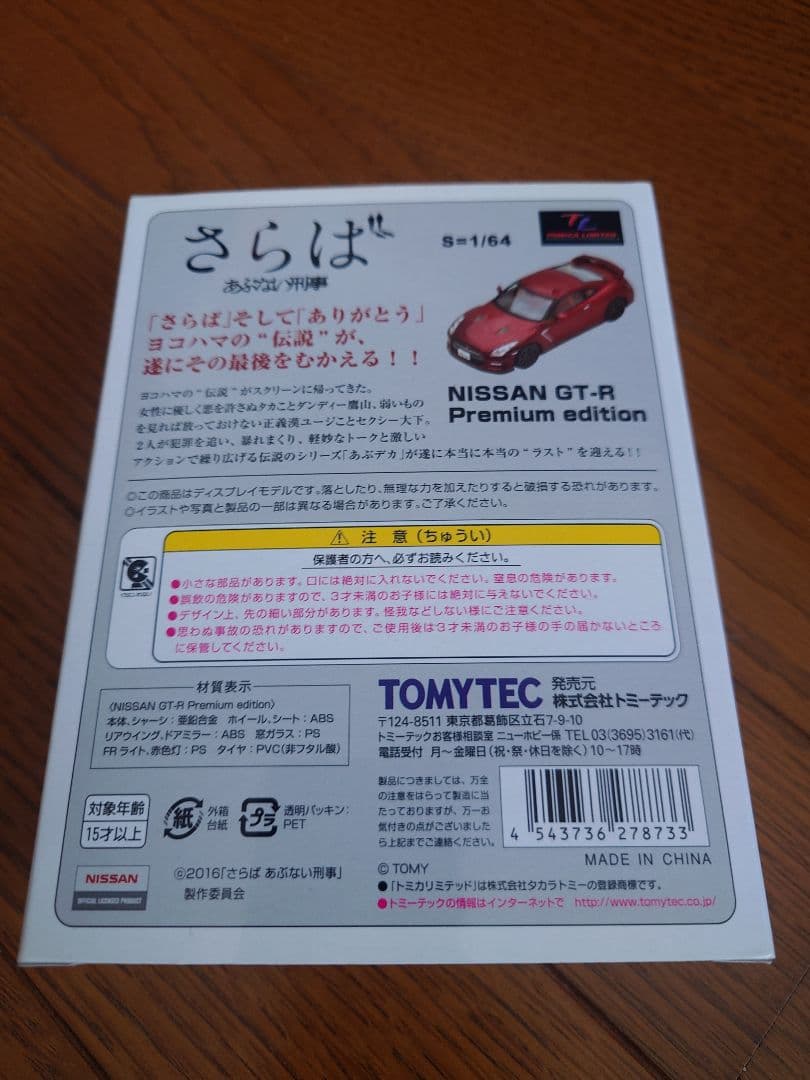 さらば
あぶない刑事
S=1/64
TL
TOMICA LIMITED
「さらば」そして「ありがとう」
ヨコハマの“伝説”が、
遂にその最後をむかえる！！
NISSAN GT-R
Premium edition
ヨコハマの“伝説”がスクリーンに帰ってきた。
女性に優しく悪を許さぬタカことダンディー鷹山、弱いもの
を見れば放っておけない正義漢ユージことセクシー大下。
2人が犯罪を追い、暴れまくり、軽妙なトークと激しい
アクションで繰り広げる伝説のシリーズ「あぶデカ」が遂に本当に本当の“ラスト”を迎える！！
◎この商品はディスプレイモデルです。落としたり、無理な力を加えたりすると破損する恐れがあります。
◎イラストや写真と製品の一部は異なる場合があります。ご了承ください。
注 意（ちゅうい）
保護者の方へ、必ずお読みください。
●小さな部品があります。口には絶対に入れないでください。窒息の危険があります。
●誤飲の危険がありますので、3才未満のお子様には絶対に与えないでください。
●デザイン上、先の細い部分があります。怪我などしない様にご注意ください。
●思わぬ事故の恐れがありますので、ご使用後は3才未満のお子様の手の届かないところ
に保管してください。
材質表示
〈NISSAN GT-R Premium edition〉
本体、シャーシ：亜鉛合金 ホイール、シート：ABS
リアウイング、ドアミラー：ABS 窓ガラス：PS
FRライト、赤色灯：PS タイヤ：PVC(非フタル酸)
TOMYTEC 発売元
株式会社トミーテック
〒124-8511 東京都葛飾区立石7-9-10
トミーテックお客様相談室 ニューホビー係 TEL 03(3695)3161(代)
電話受付 月～金曜日(祝・祭・休日を除く) 10～17時
製品につきましては、万全
の注意をはらって製造に当
たっておりますが、万一お
気付きの点がございました
ら上記までご連絡ください。
4 543736 278733
MADE IN CHINA
対象年齢
15才以上
紙
外箱
台紙
プラ
透明パッキン：
PET
NISSAN
OFFICIAL LICENSED PRODUCT
©2016「さらば あぶない刑事」
製作委員会
© TOMY
●「トミカリミテッド」は株式会社タカラトミーの登録商標です。
●トミーテックの情報はインターネットで http://www.tomytec.co.jp/